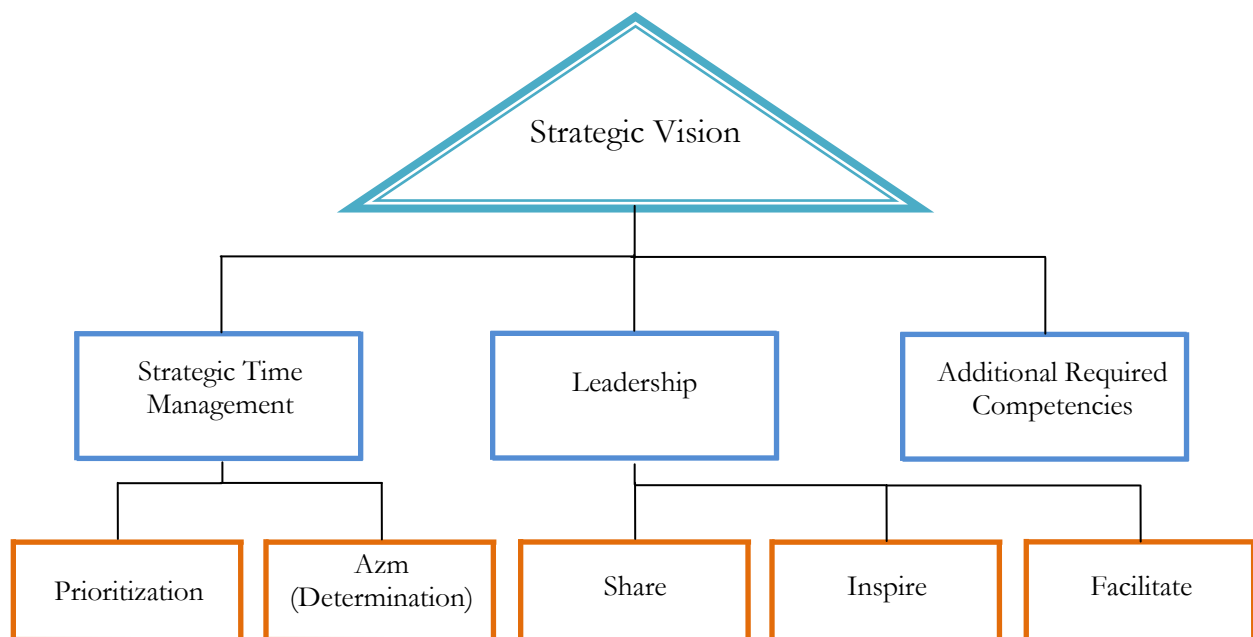 Strategic Vision
Strategic Time
Management
Leadership
Additional Required
Competencies
Prioritization
Azm
(Determination)
Share
Inspire
Facilitate